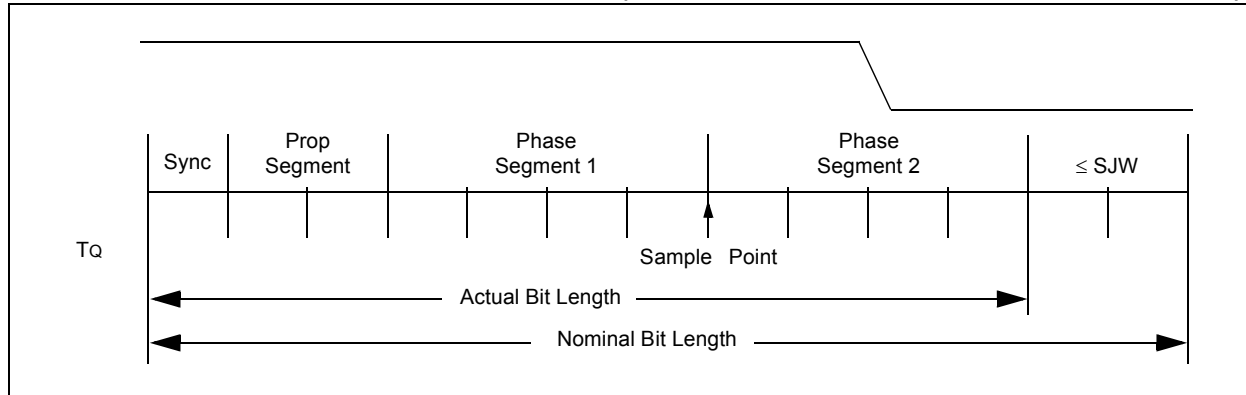 Sync
Prop
Segment
Phase
Segment 1
Phase
Segment 2
≤ SJW
TQ
Sample Point
Actual Bit Length
Nominal Bit Length